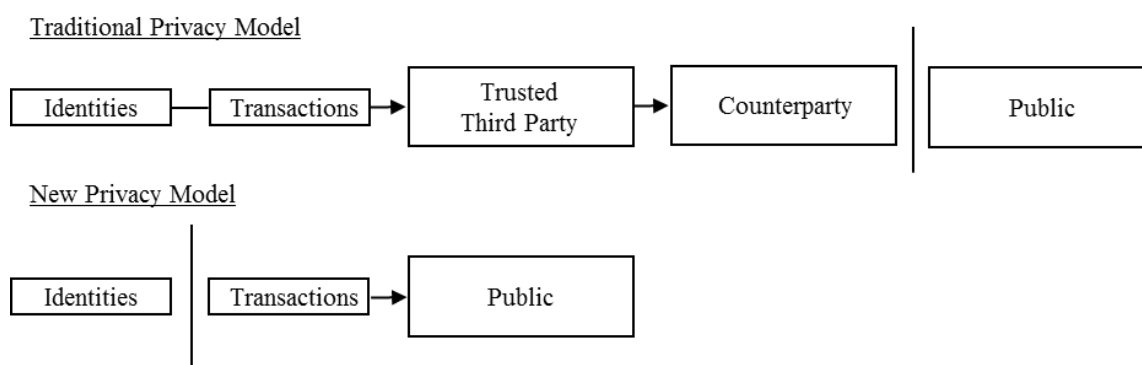 Traditional Privacy Model
Identities
Transactions
Trusted
Third Party
Counterparty
Public
New Privacy Model
Identities
Transactions
Public